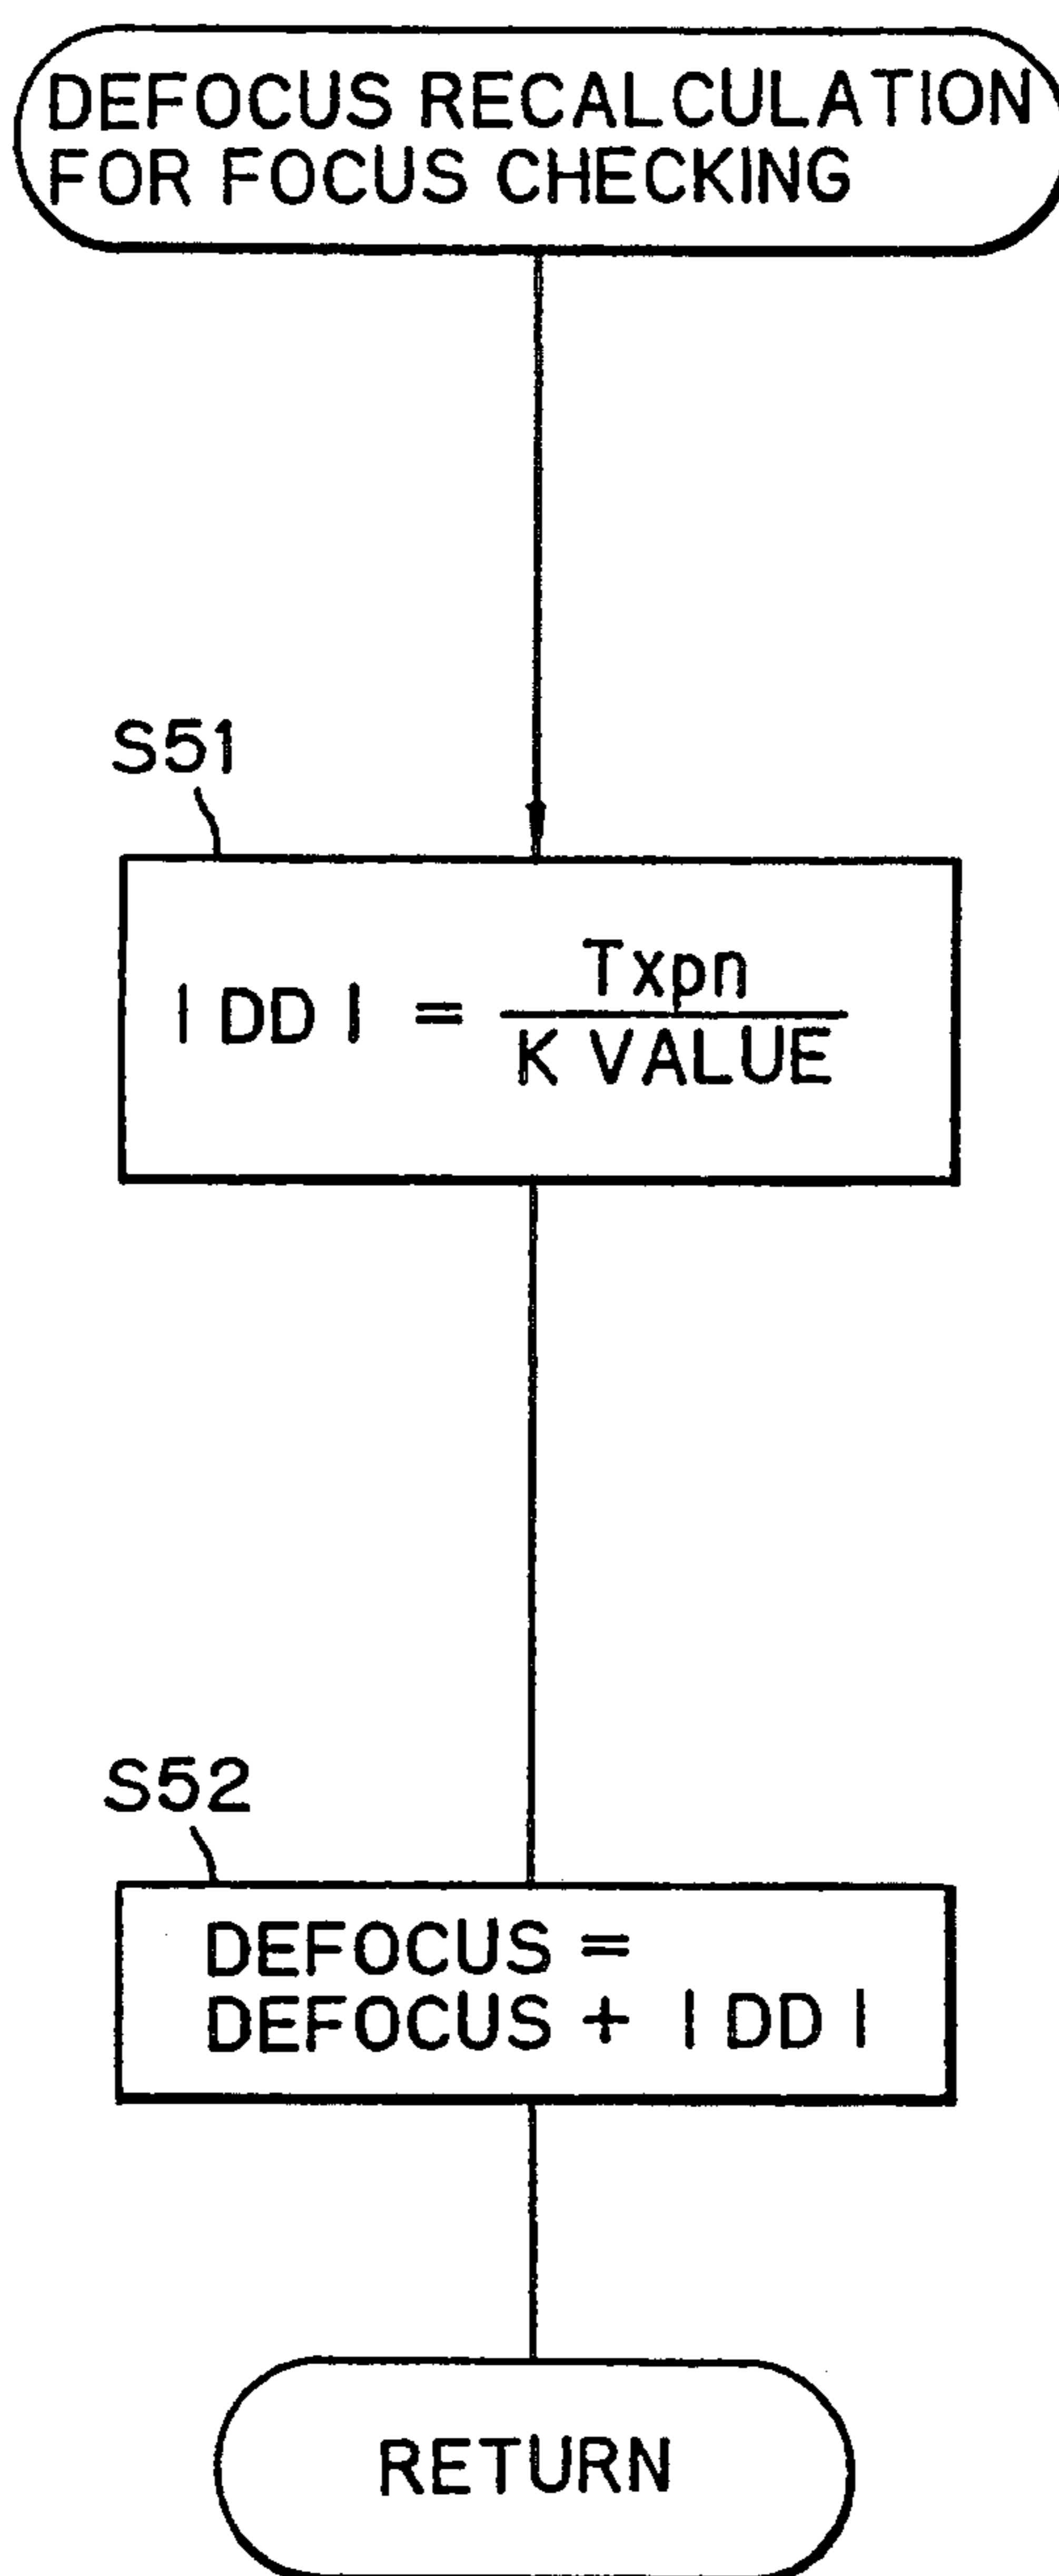 DEFOCUS RECALCULATION
FOR FOCUS CHECKING
S51
| DD | = Txpn
K VALUE
S52
DEFOCUS =
DEFOCUS + | DD |
RETURN